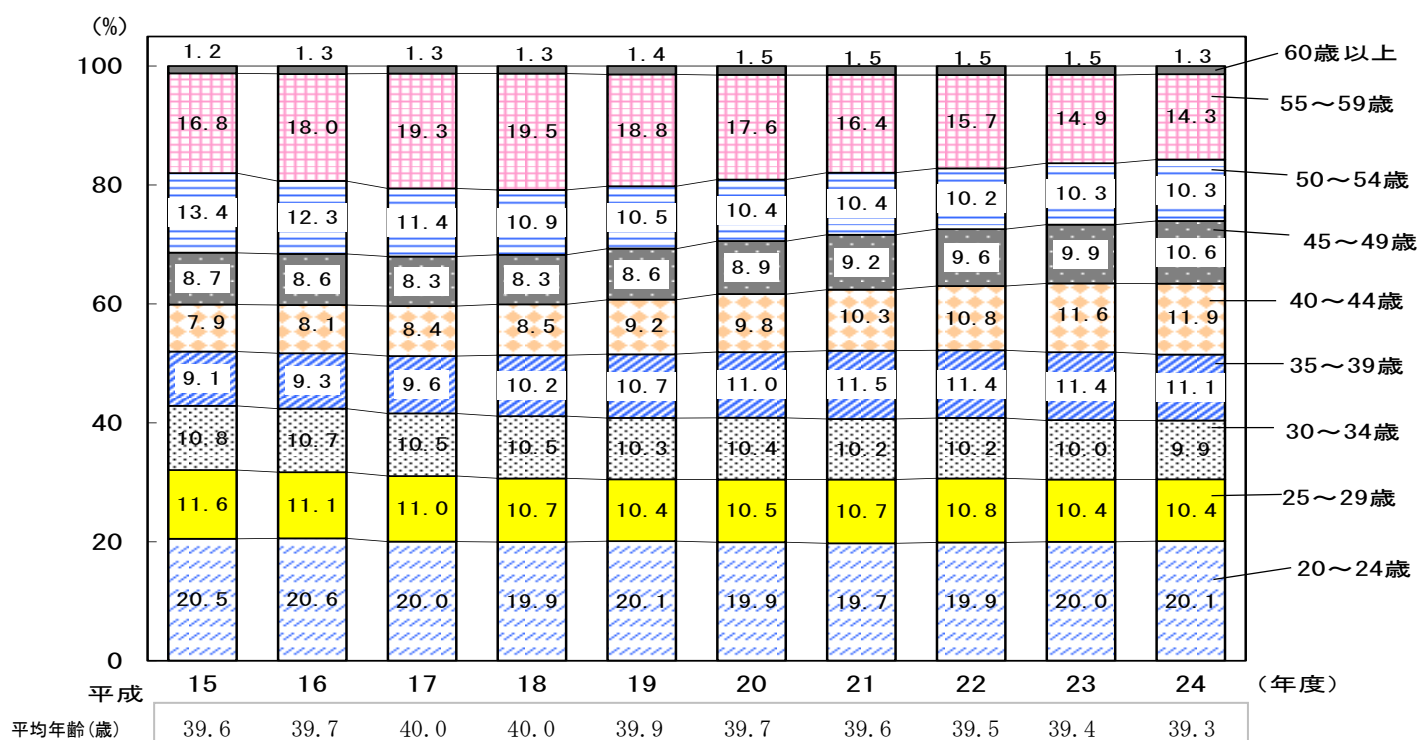 (%)
1.2 1.3 1.3 1.3 1.4 1.5 1.5 1.5 1.5 1.3 60歳以上
100
16.8 18.0 19.3 19.5 18.8 17.6 16.4 15.7 14.9 14.3 55～59歳
80
13.4 12.3 11.4 10.9 10.5 10.4 10.4 10.2 10.3 10.3 50～54歳
8.7 8.6 8.3 8.3 8.6 8.9 9.2 9.6 9.9 10.6 45～49歳
60
7.9 8.1 8.4 8.5 9.2 9.8 10.3 10.8 11.6 11.9 40～44歳
9.1 9.3 9.6 10.2 10.7 11.0 11.5 11.4 11.4 11.1 35～39歳
40
10.8 10.7 10.5 10.5 10.3 10.4 10.2 10.2 10.0 9.9 30～34歳
11.6 11.1 11.0 10.7 10.4 10.5 10.7 10.8 10.4 10.4 25～29歳
20
20.5 20.6 20.0 19.9 20.1 19.9 19.7 19.9 20.0 20.1 20～24歳
0
平成 15 16 17 18 19 20 21 22 23 24 (年度)
平均年齢(歳) 39.6 39.7 40.0 40.0 39.9 39.7 39.6 39.5 39.4 39.3